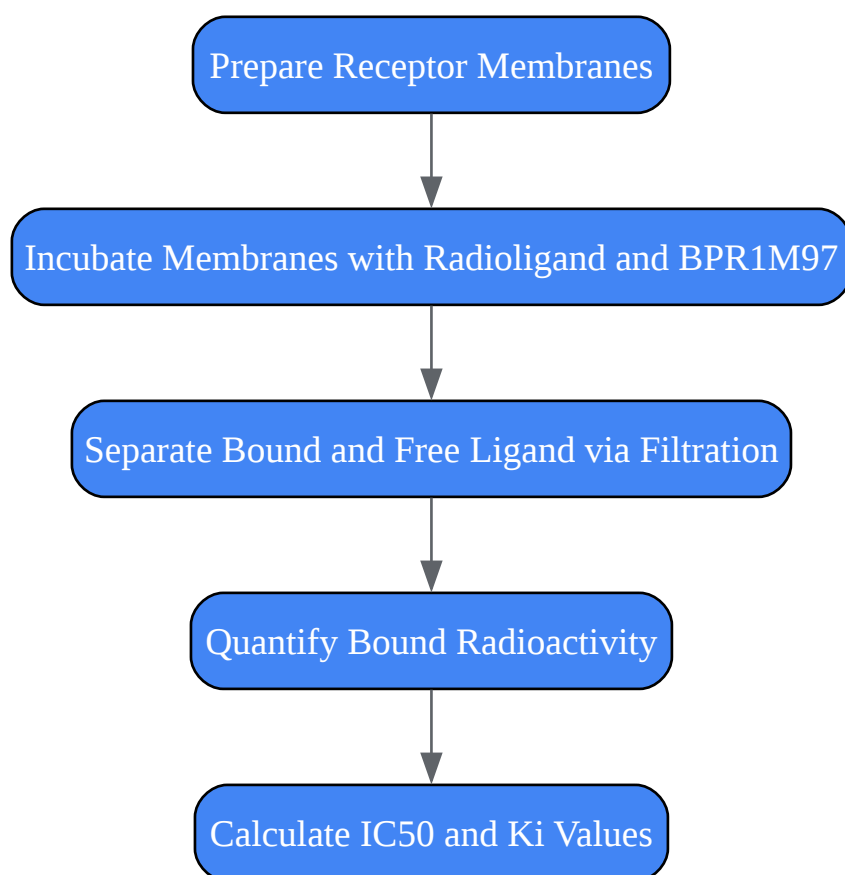 Prepare Receptor Membranes
Incubate Membranes with Radioligand and BPR1M97
Separate Bound and Free Ligand via Filtration
Quantify Bound Radioactivity
Calculate IC50 and Ki Values